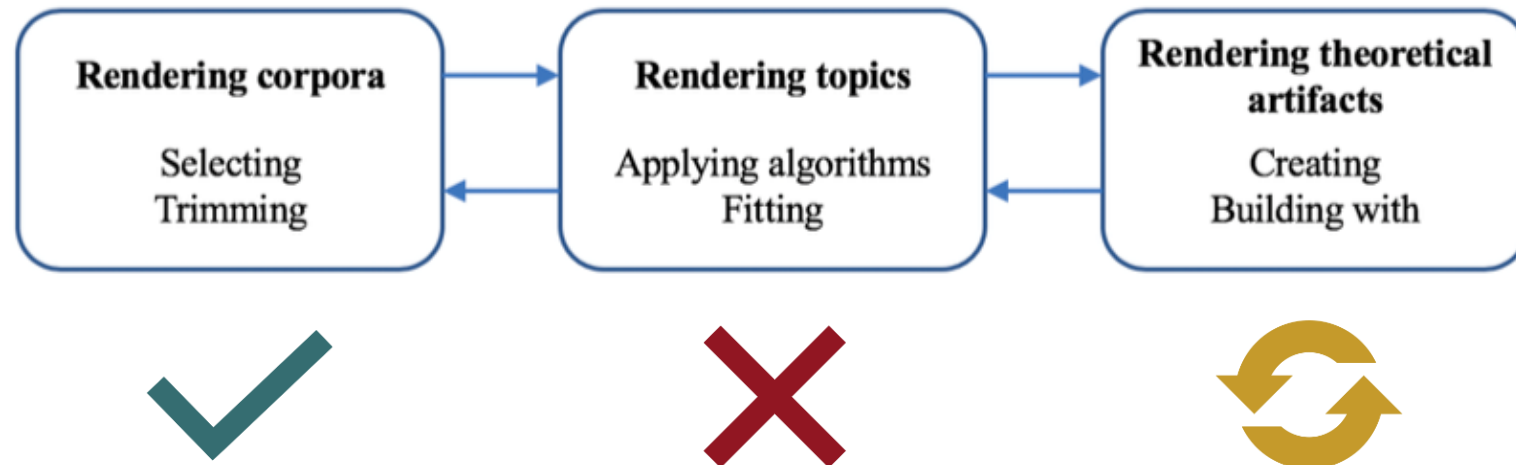 Rendering corpora
Selecting
Trimming
Rendering topics
Applying algorithms
Fitting
Rendering theoretical
artifacts
Creating
Building with